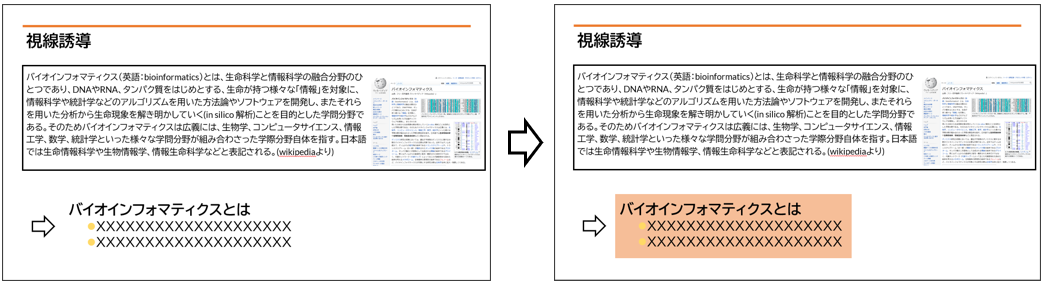 視線誘導
バイオインフォマティクス(英語:bioinformatics)とは、生命科学と情報科学の融合分野のひ
とつであり、DNAやRNA、タンパク質をはじめとする、生命が持つ様々な「情報」を対象に、
情報科学や統計学などのアルゴリズムを用いた方法論やソフトウェアを開発し、またそれら
を用いた分析から生命現象を解き明かしていく(in silico 解析)ことを目的とした学問分野で
ある。そのためバイオインフォマティクスは広義には、生物学、コンピュータサイエンス、情報
工学、数学、統計学といった様々な学問分野が組み合わさった学際分野自体を指す。日本語
では生命情報科学や生物情報学、情報生命科学などと表記される。(wikipediaより)
バイオインフォマティクスとは
XXXXXXXXXXXXXXXXXXXX
XXXXXXXXXXXXXXXXXXXX
視線誘導
バイオインフォマティクス(英語:bioinformatics)とは、生命科学と情報科学の融合分野のひ
とつであり、DNAやRNA、タンパク質をはじめとする、生命が持つ様々な「情報」を対象に、
情報科学や統計学などのアルゴリズムを用いた方法論やソフトウェアを開発し、またそれら
を用いた分析から生命現象を解き明かしていく(in silico 解析)ことを目的とした学問分野で
ある。そのためバイオインフォマティクスは広義には、生物学、コンピュータサイエンス、情報
工学、数学、統計学といった様々な学問分野が組み合わさった学際分野自体を指す。日本語
では生命情報科学や生物情報学、情報生命科学などと表記される。(wikipediaより)
バイオインフォマティクスとは
XXXXXXXXXXXXXXXXXXXX
XXXXXXXXXXXXXXXXXXXX